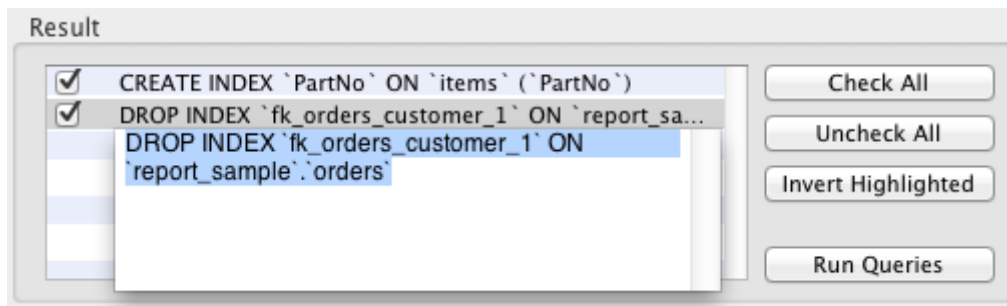 Result
CREATE INDEX `PartNo` ON `items` (`PartNo`)
DROP INDEX `fk_orders_customer_1` ON `report_sa...
DROP INDEX `fk_orders_customer_1` ON
`report_sample`.`orders`
Check All
Uncheck All
Invert Highlighted
Run Queries